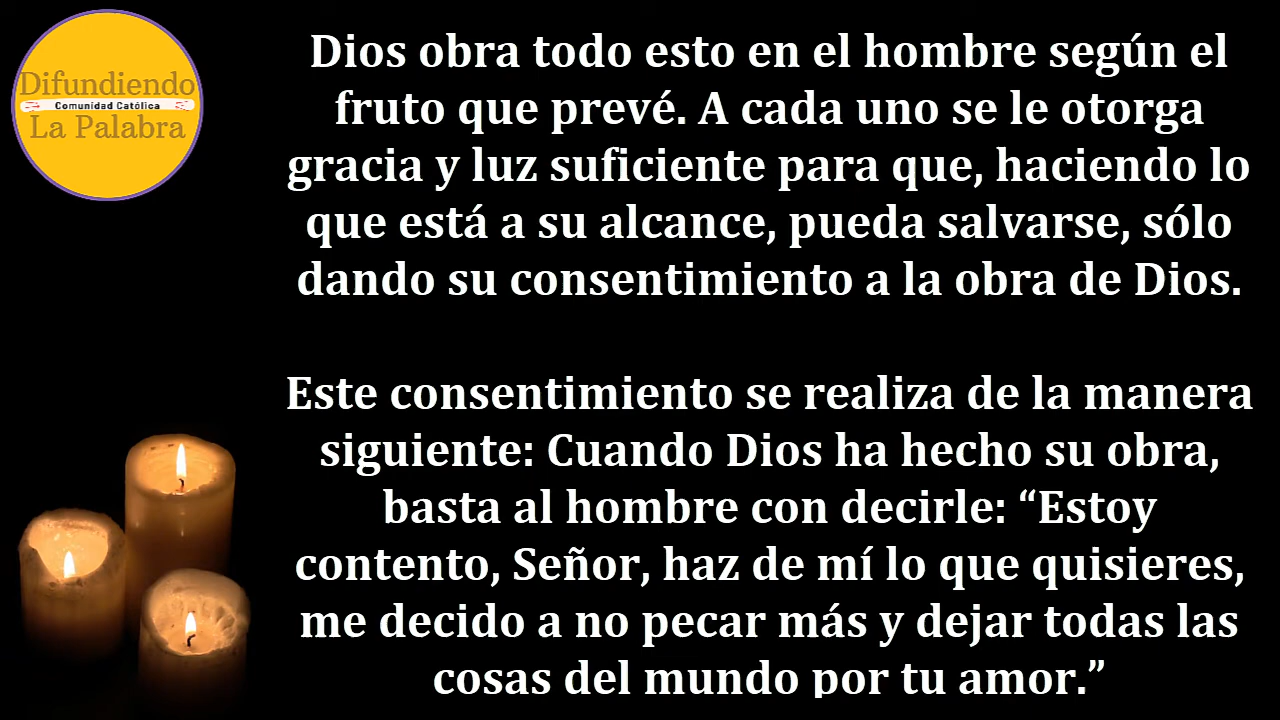 Difundiendo
Comunidad Católica
La Palabra
Dios obra todo esto en el hombre según el
fruto que prevé. A cada uno se le otorga
gracia y luz suficiente para que, haciendo lo
que está a su alcance, pueda salvarse, sólo
dando su consentimiento a la obra de Dios.
Este consentimiento se realiza de la manera
siguiente: Cuando Dios ha hecho su obra,
basta al hombre con decirle: “Estoy
contento, Señor, haz de mí lo que quisieres,
me decido a no pecar más y dejar todas las
cosas del mundo por tu amor.”